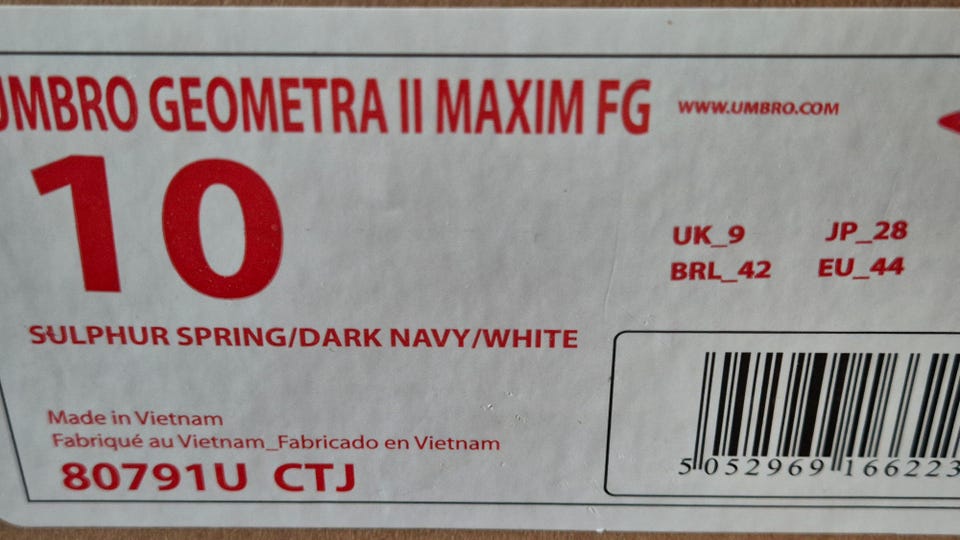 UMBRO GEOMETRA II MAXIM FG
WWW.UMBRO.COM
10
UK_9 JP_28
BRL_42 EU_44
SULPHUR SPRING/DARK NAVY/WHITE
Made in Vietnam
Fabriqué au Vietnam_Fabricado en Vietnam
80791U CTJ
5 052969 166223